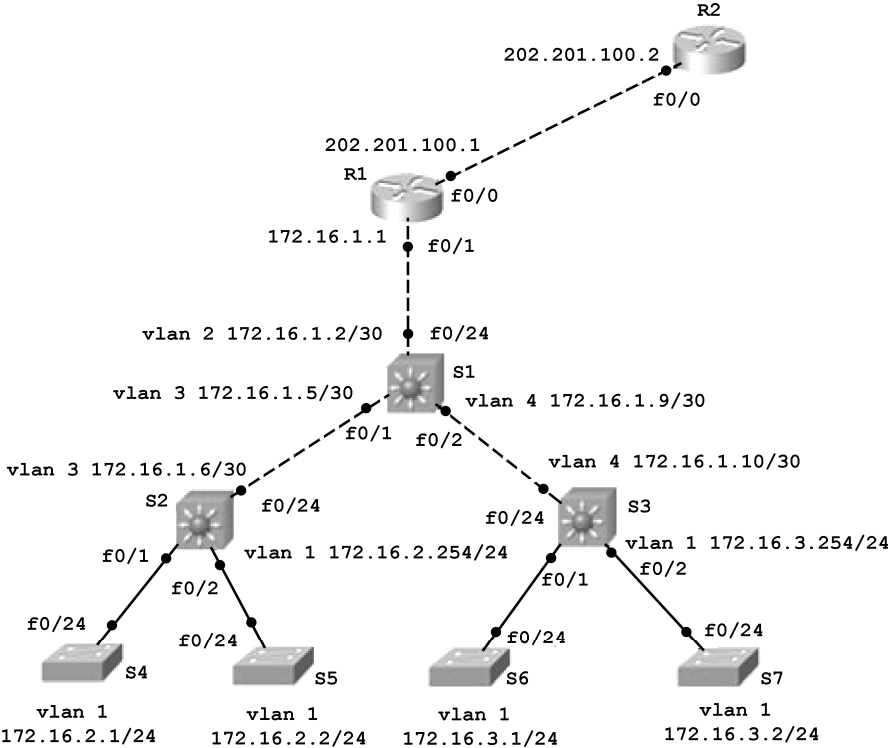 R2
202.201.100.2
f0/0
202.201.100.1
R1
f0/0
172.16.1.1
f0/1
vlan 2 172.16.1.2/30
f0/24
S1
vlan 3 172.16.1.5/30
vlan 4 172.16.1.9/30
f0/1
f0/2
vlan 3 172.16.1.6/30
vlan 4 172.16.1.10/30
S2
f0/24
f0/24
S3
f0/1
vlan 1 172.16.2.254/24
vlan 1 172.16.3.254/24
f0/2
f0/1
f0/2
f0/24
f0/24
f0/24
f0/24
S4
S5
S6
S7
vlan 1
172.16.2.1/24
vlan 1
172.16.2.2/24
vlan 1
172.16.3.1/24
vlan 1
172.16.3.2/24